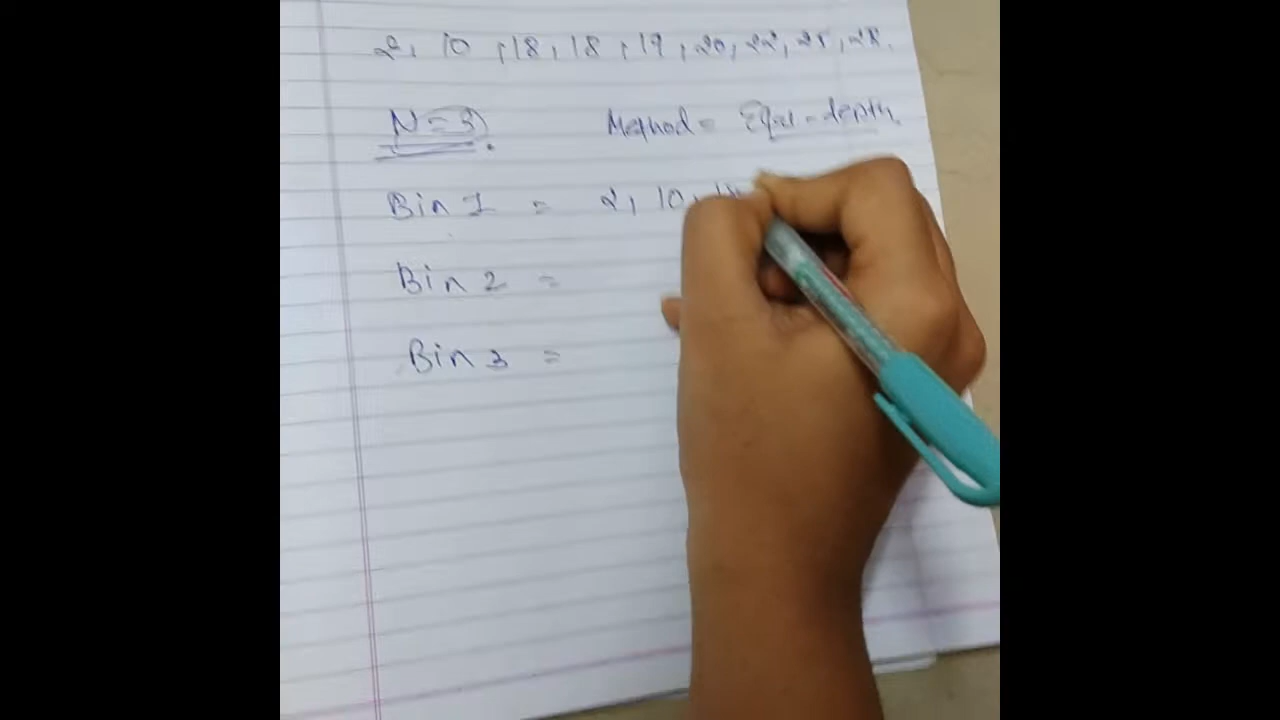 2, 10, 18, 18, 19, 20, 22, 25, 28.
N = 3.
Method = Equal-depth.
Bin 1 = 2, 10, 18
Bin 2 =
Bin 3 =